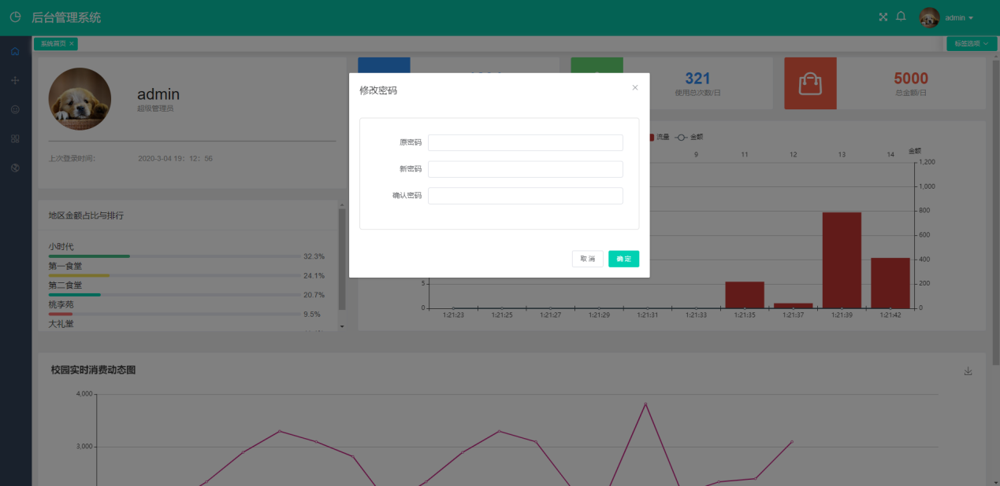 后台管理系统
admin
系统首页 ×
标签选项
admin
超级管理员
上次登录时间：
2020-3-04 19：12：56
321
使用总次数/日
5000
总金额/日
修改密码
原密码
新密码
确认密码
取 消
确 定
地区金额占比与排行
小时代
32.3%
第一食堂
24.1%
第二食堂
20.7%
桃李苑
9.5%
大礼堂
流量
金额
9 11 12 13 14
金额
1,200
1,000
800
600
400
200
0
5
0
1:21:23 1:21:25 1:21:27 1:21:29 1:21:31 1:21:33 1:21:35 1:21:37 1:21:39 1:21:42
校园实时消费动态图
4,000
3,000